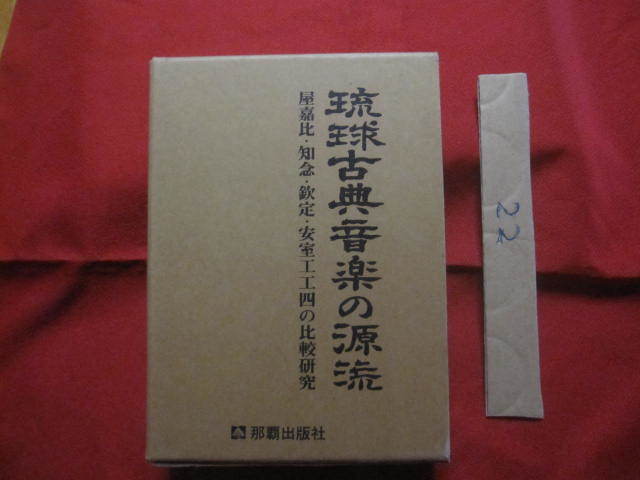 琉球古典音楽の源流
屋嘉比・知念・欽定・安室工工四の比較研究
那覇出版社
22